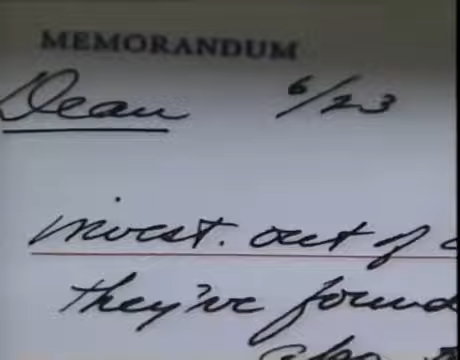 MEMORANDUM
Dean 6/23
invest. out of
they've found